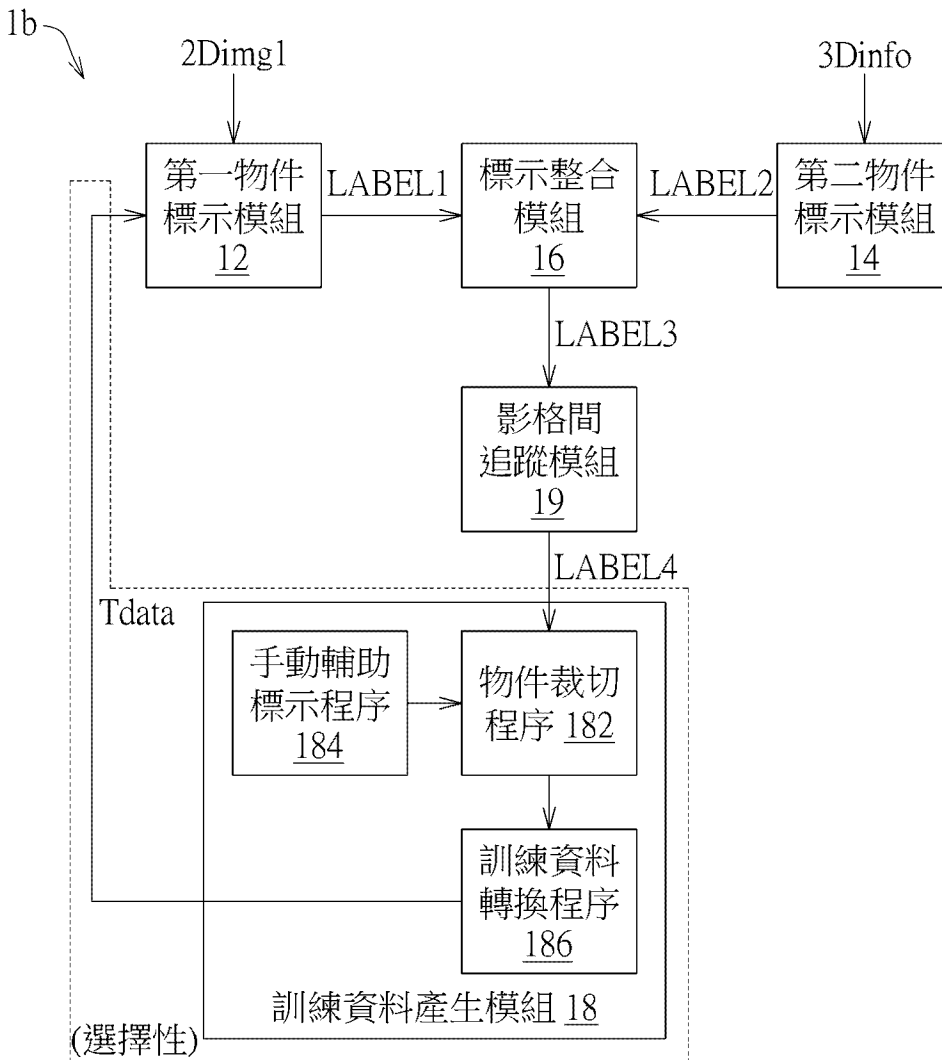 1b
2Dimg1
3Dinfo
第一物件
標示模組
12
LABEL1
標示整合
模組
16
LABEL2
第二物件
標示模組
14
LABEL3
影格間
追蹤模組
19
LABEL4
Tdata
手動輔助
標示程序
184
物件裁切
程序 182
訓練資料
轉換程序
186
訓練資料產生模組 18
(選擇性)